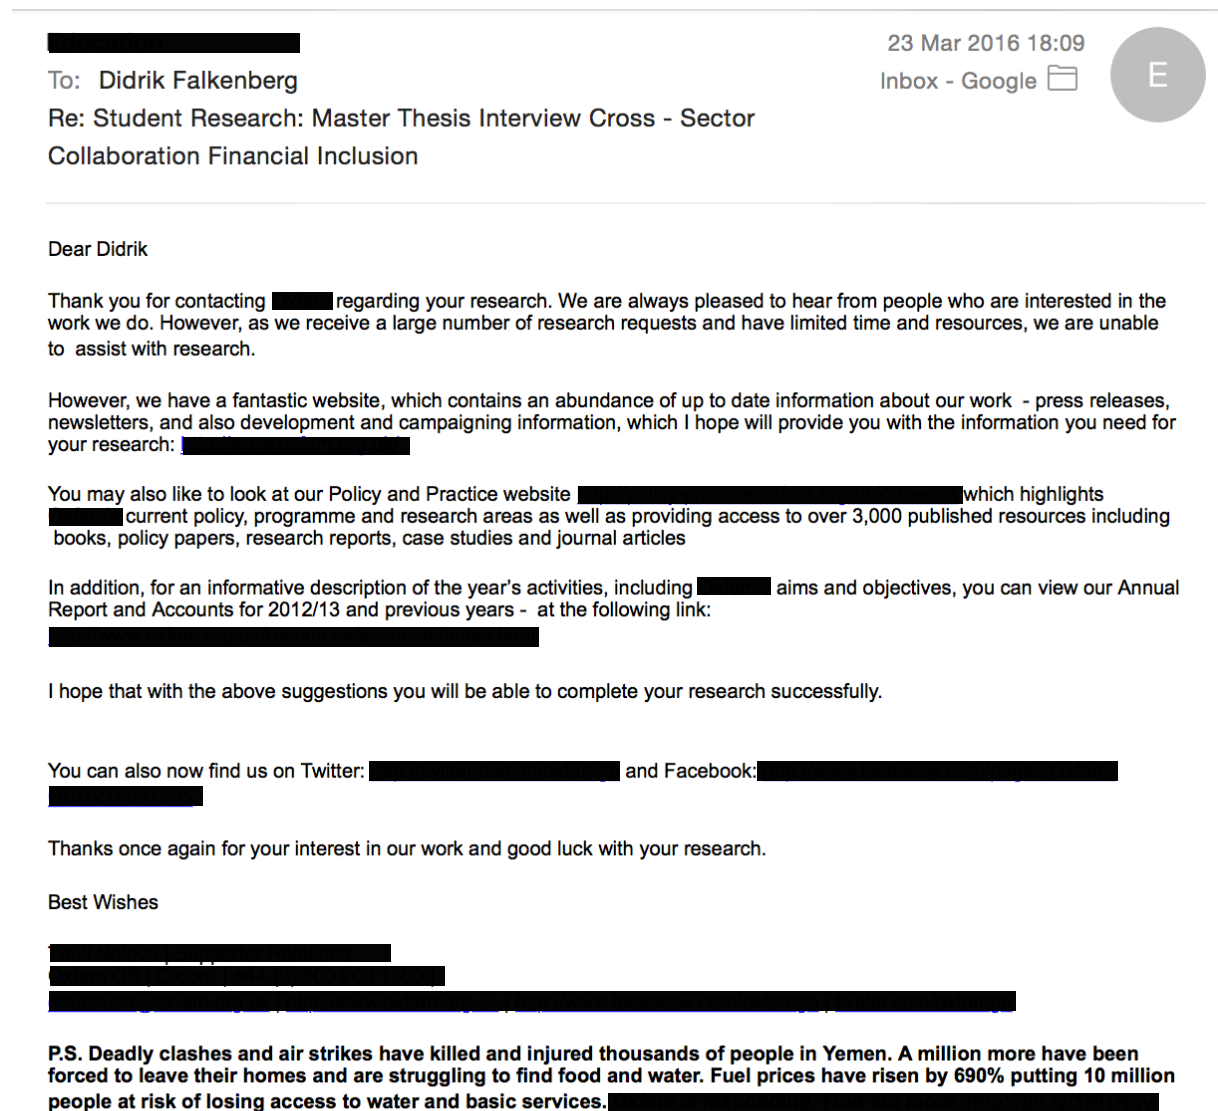 23 Mar 2016 18:09
To: Didrik Falkenberg
Inbox - Google
E
Re: Student Research: Master Thesis Interview Cross - Sector
Collaboration Financial Inclusion
Dear Didrik
Thank you for contacting regarding your research. We are always pleased to hear from people who are interested in the
work we do. However, as we receive a large number of research requests and have limited time and resources, we are unable
to assist with research.
However, we have a fantastic website, which contains an abundance of up to date information about our work - press releases,
newsletters, and also development and campaigning information, which I hope will provide you with the information you need for
your research:
You may also like to look at our Policy and Practice website which highlights
current policy, programme and research areas as well as providing access to over 3,000 published resources including
books, policy papers, research reports, case studies and journal articles
In addition, for an informative description of the year's activities, including aims and objectives, you can view our Annual
Report and Accounts for 2012/13 and previous years - at the following link:
I hope that with the above suggestions you will be able to complete your research successfully.
You can also now find us on Twitter: and Facebook:
Thanks once again for your interest in our work and good luck with your research.
Best Wishes
P.S. Deadly clashes and air strikes have killed and injured thousands of people in Yemen. A million more have been
forced to leave their homes and are struggling to find food and water. Fuel prices have risen by 690% putting 10 million
people at risk of losing access to water and basic services.